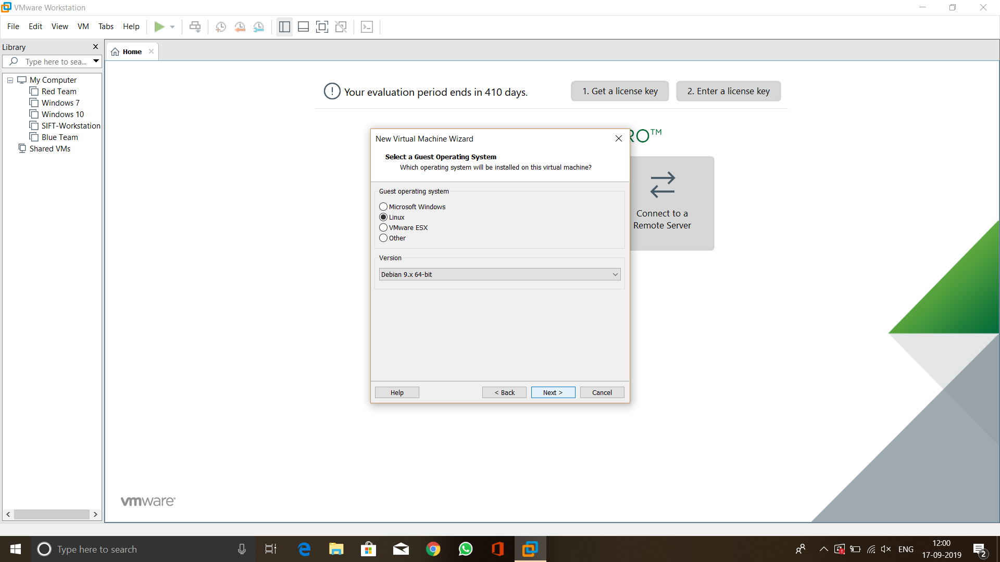 VMware Workstation
File Edit View VM Tabs Help
Library
Type here to sea...
My Computer
Red Team
Windows 7
Windows 10
SIFT-Workstation
Blue Team
Shared VMs
Home
Your evaluation period ends in 410 days.
1. Get a license key
2. Enter a license key
RO™
New Virtual Machine Wizard
Select a Guest Operating System
Which operating system will be installed on this virtual machine?
Guest operating system
Microsoft Windows
Linux
VMware ESX
Other
Version
Debian 9.x 64-bit
Help
< Back
Next >
Cancel
Connect to a
Remote Server
vmware
Type here to search
ENG
12:00
17-09-2019
2